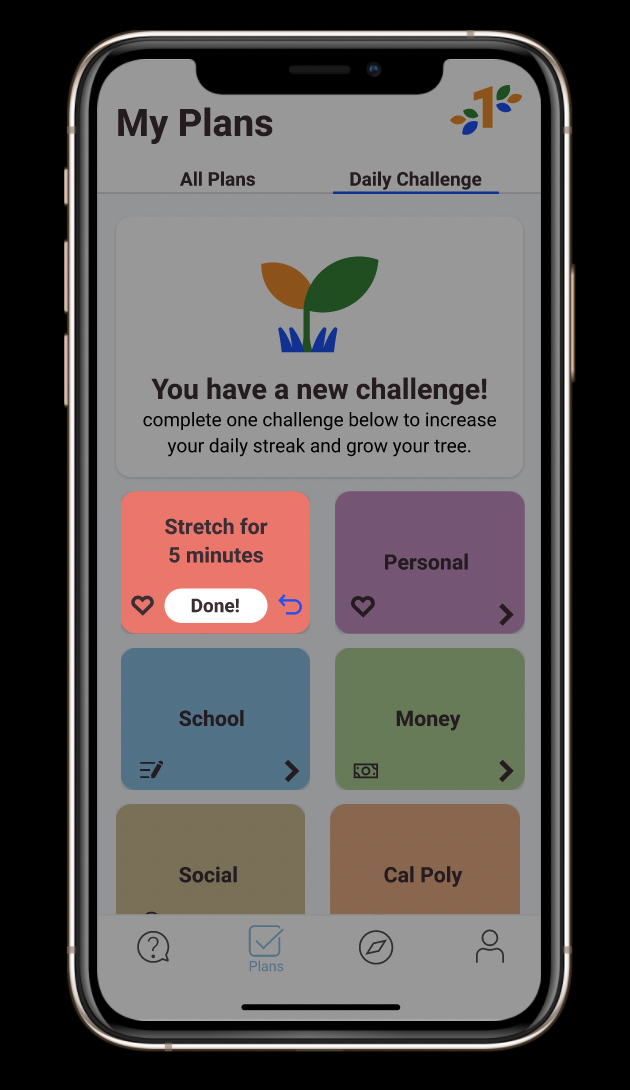 My Plans
1
All Plans
Daily Challenge
You have a new challenge!
complete one challenge below to increase
your daily streak and grow your tree.
Stretch for
5 minutes
Done!
Personal
School
Money
Social
Cal Poly
?
Plans